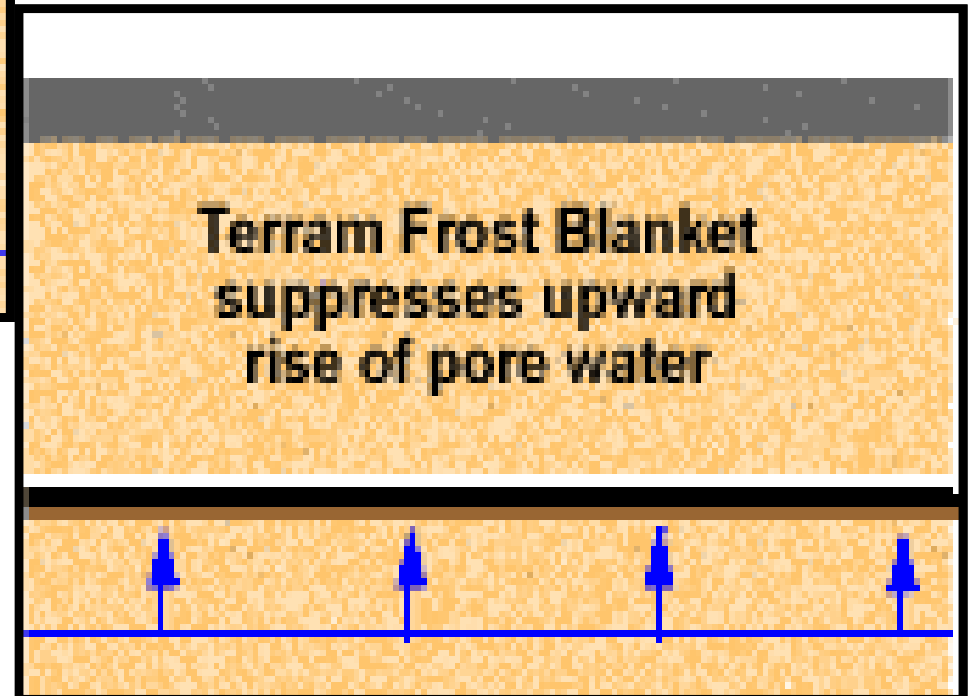 Terram Frost Blanket
suppresses upward
rise of pore water